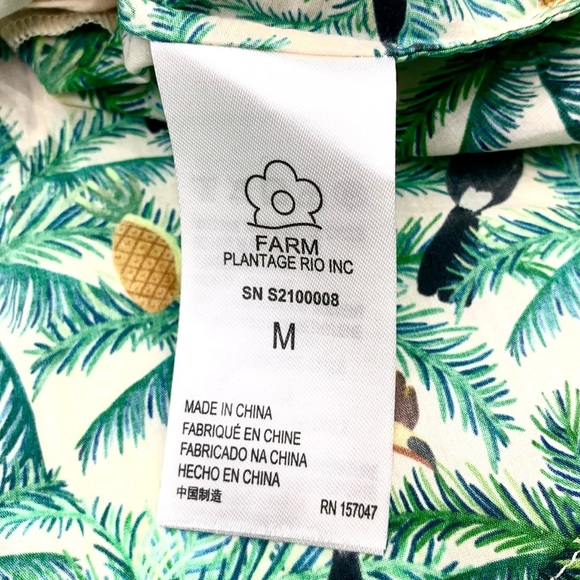 FARM
PLANTAGE RIO INC
SN S2100008
M
MADE IN CHINA
FABRIQUÉ EN CHINE
FABRICADO NA CHINA
HECHO EN CHINA
中国制造
RN 157047